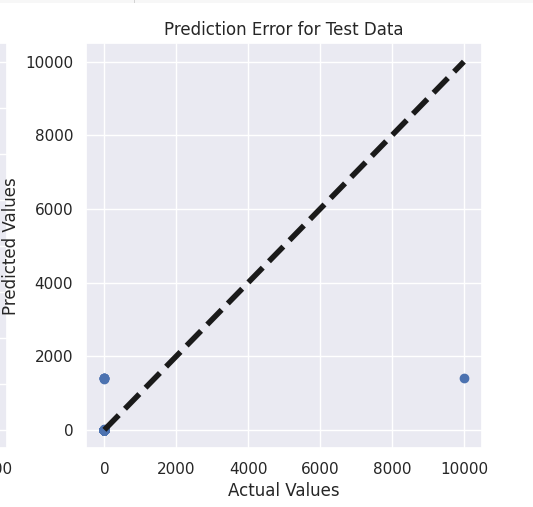 Prediction Error for Test Data
10000
8000
6000
4000
2000
0
Predicted Values
0 2000 4000 6000 8000 10000
Actual Values